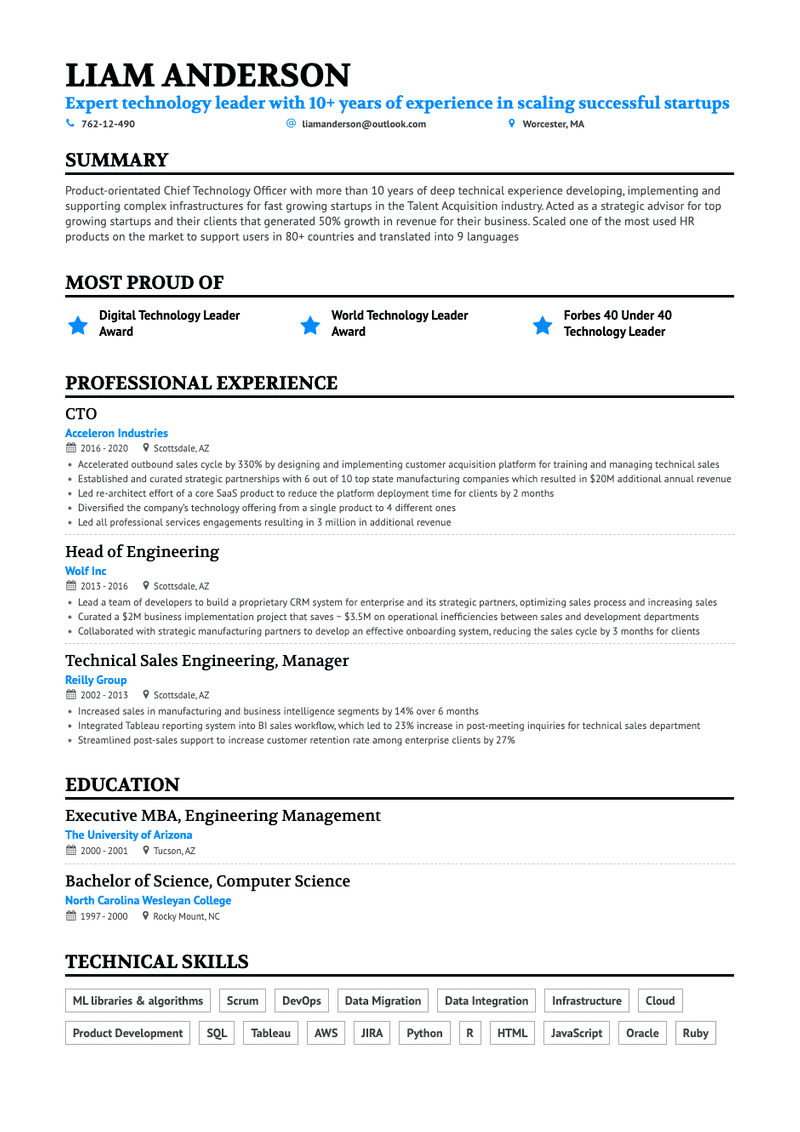 LIAM ANDERSON
Expert technology leader with 10+ years of experience in scaling successful startups
762-12-490 liamanderson@outlook.com Worcester, MA
SUMMARY
Product-orientated Chief Technology Officer with more than 10 years of deep technical experience developing, implementing and
supporting complex infrastructures for fast growing startups in the Talent Acquisition industry. Acted as a strategic advisor for top
growing startups and their clients that generated 50% growth in revenue for their business. Scaled one of the most used HR
products on the market to support users in 80+ countries and translated into 9 languages
MOST PROUD OF
Digital Technology Leader
Award
World Technology Leader
Award
Forbes 40 Under 40
Technology Leader
PROFESSIONAL EXPERIENCE
CTO
Acceleron Industries
2016 - 2020 Scottsdale, AZ
• Accelerated outbound sales cycle by 330% by designing and implementing customer acquisition platform for training and managing technical sales
• Established and curated strategic partnerships with 6 out of 10 top state manufacturing companies which resulted in $20M additional annual revenue
• Led re-architect effort of a core SaaS product to reduce the platform deployment time for clients by 2 months
• Diversified the company's technology offering from a single product to 4 different ones
• Led all professional services engagements resulting in 3 million in additional revenue
Head of Engineering
Wolf Inc
2013 - 2016 Scottsdale, AZ
• Lead a team of developers to build a proprietary CRM system for enterprise and its strategic partners, optimizing sales process and increasing sales
• Curated a $2M business implementation project that saves ~ $3.5M on operational inefficiencies between sales and development departments
• Collaborated with strategic manufacturing partners to develop an effective onboarding system, reducing the sales cycle by 3 months for clients
Technical Sales Engineering, Manager
Reilly Group
2002 - 2013 Scottsdale, AZ
• Increased sales in manufacturing and business intelligence segments by 14% over 6 months
• Integrated Tableau reporting system into BI sales workflow, which led to 23% increase in post-meeting inquiries for technical sales department
• Streamlined post-sales support to increase customer retention rate among enterprise clients by 27%
EDUCATION
Executive MBA, Engineering Management
The University of Arizona
2000 - 2001 Tucson, AZ
Bachelor of Science, Computer Science
North Carolina Wesleyan College
1997 - 2000 Rocky Mount, NC
TECHNICAL SKILLS
ML libraries & algorithms Scrum DevOps Data Migration Data Integration Infrastructure Cloud
Product Development SQL Tableau AWS JIRA Python R HTML JavaScript Oracle Ruby